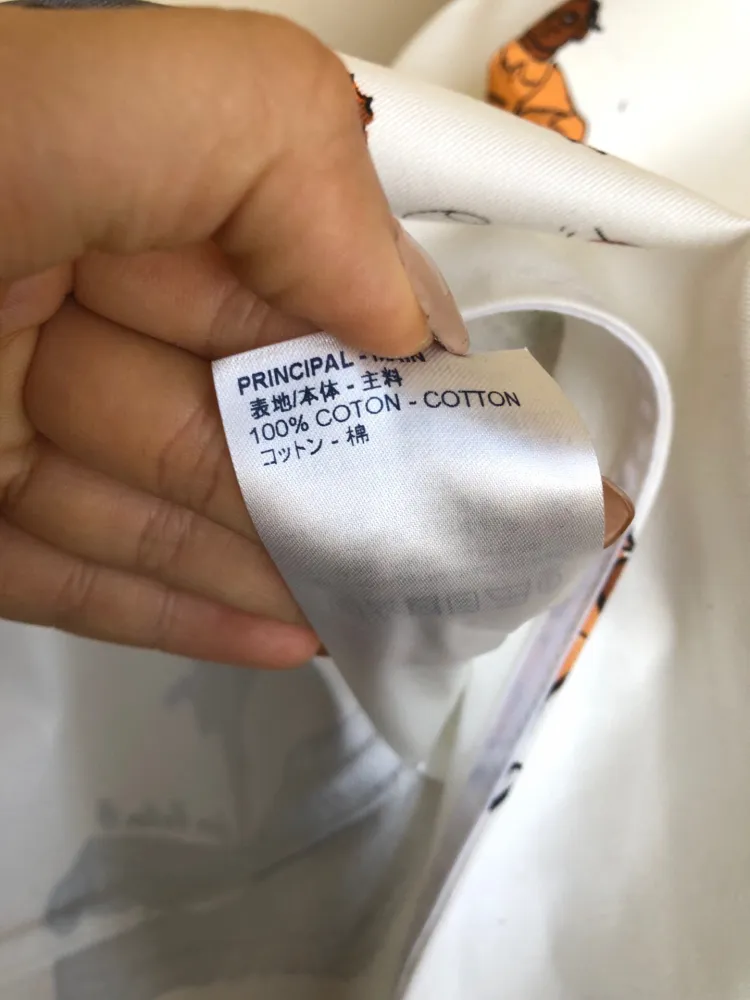 PRINCIPAL - MAIN
表地/本体 - 主料
100% COTON - COTTON
コットン - 棉